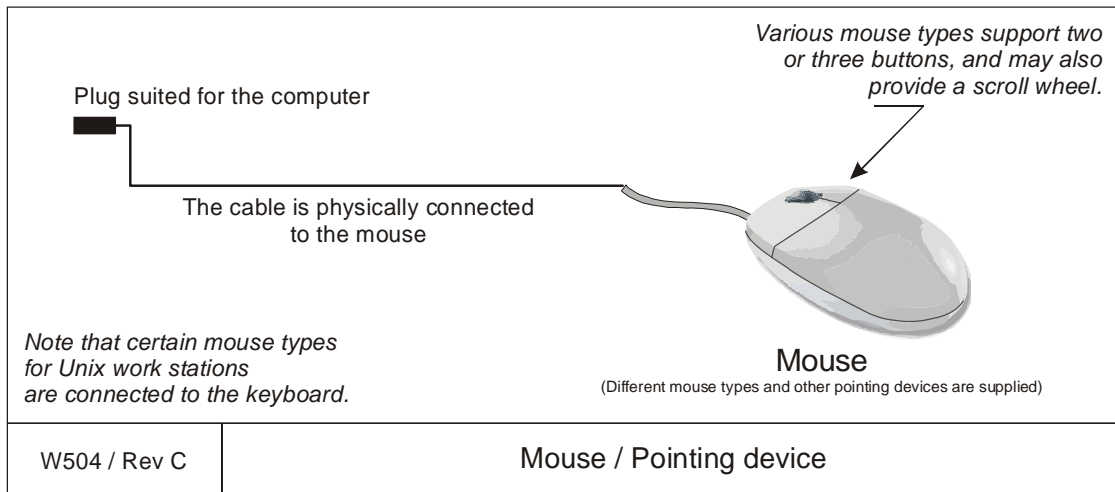 Various mouse types support two
or three buttons, and may also
provide a scroll wheel.
Plug suited for the computer
The cable is physically connected
to the mouse
Note that certain mouse types
for Unix work stations
are connected to the keyboard.
Mouse
(Different mouse types and other pointing devices are supplied)
W504 / Rev C
Mouse / Pointing device